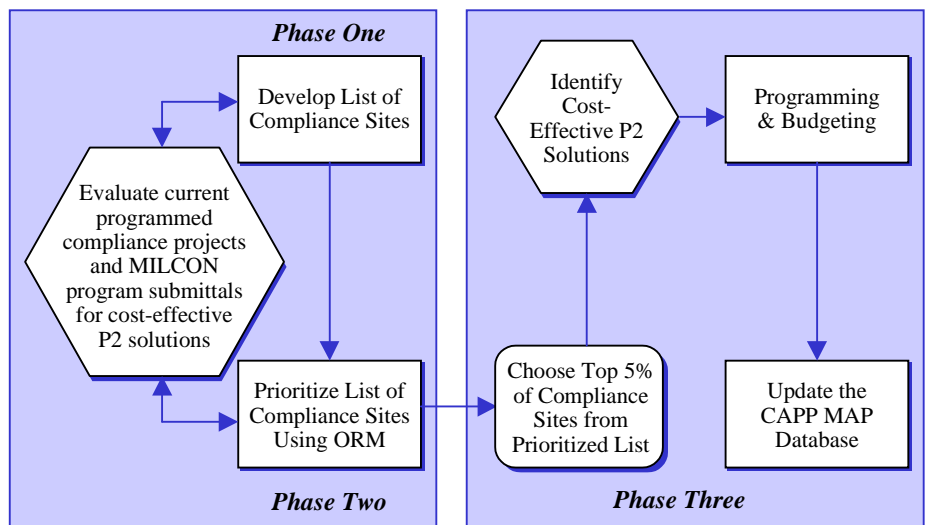 Phase One
Develop List of
Compliance Sites
Evaluate current
programmed
compliance projects
and MILCON
program submittals
for cost-effective
P2 solutions
Prioritize List of
Compliance Sites
Using ORM
Phase Two
Identify
Cost-
Effective P2
Solutions
Programming
& Budgeting
Choose Top 5%
of Compliance
Sites from
Prioritized List
Update the
CAPP MAP
Database
Phase Three